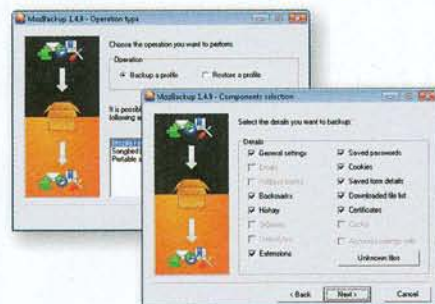 MozBackup 1.4.9 - Operation type
Choose the operation you want to perform:
Operation
Backup a profile
Restore a profile
It is possib
following a
Portable
MozBackup 1.4.9 - Components selection
Select the details you want to backup:
Details
General settings
Saved passwords
Emails
Cookies
Saved form details
Bookmarks
Downloaded file list
History
Certificates
Extensions
Unknown files
< Back
Next >
Cancel